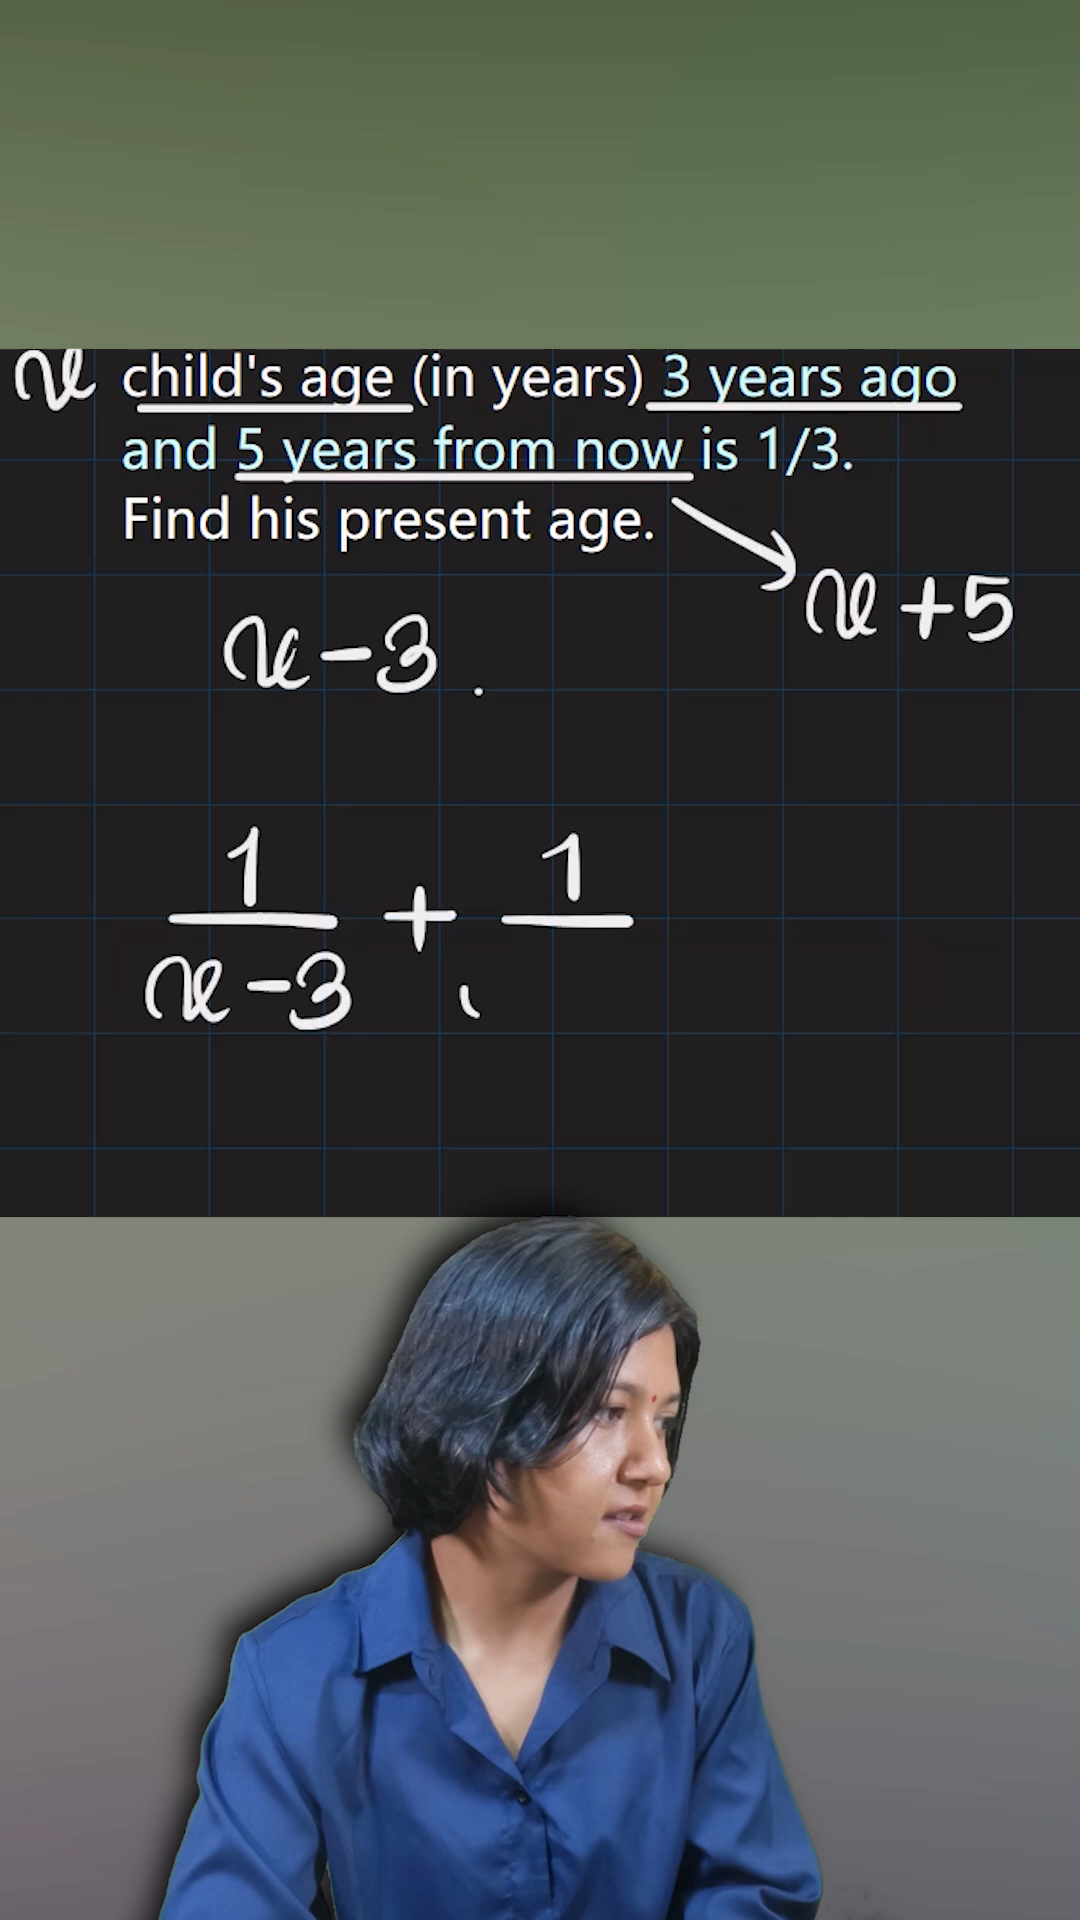 x child's age (in years) 3 years ago
and 5 years from now is 1/3.
Find his present age.
x+5
x-3.
1/(x-3) + 1/